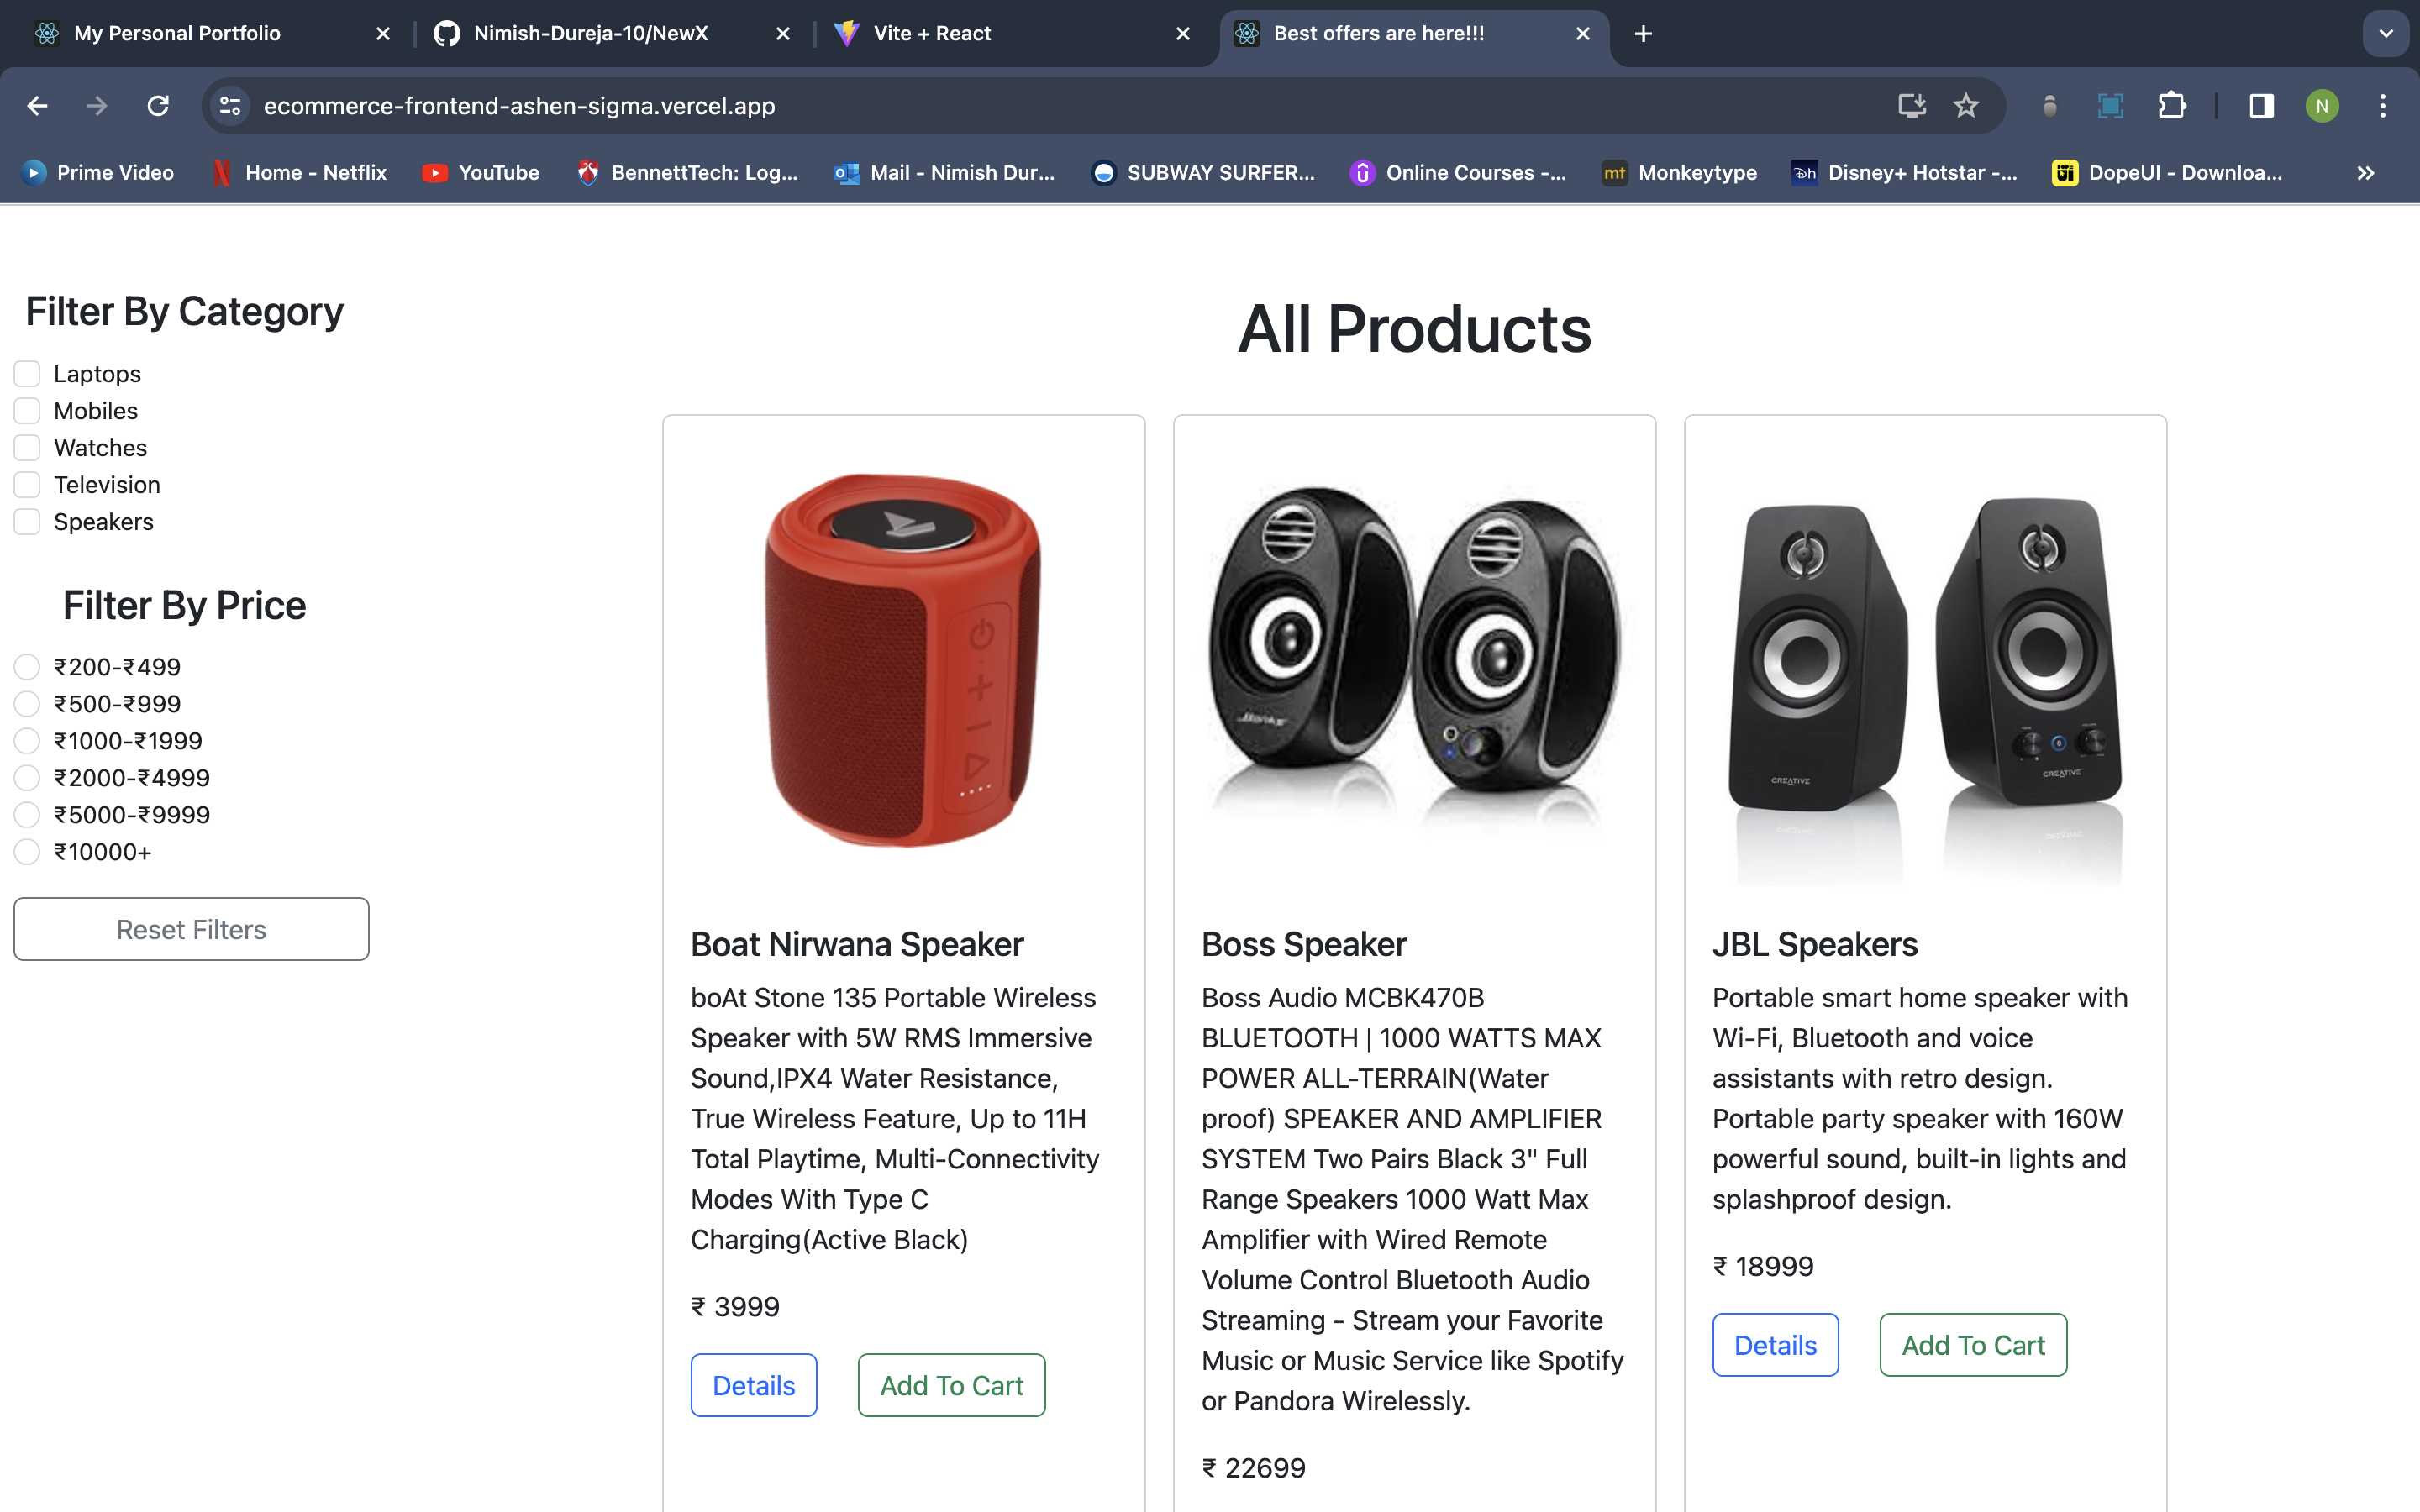 My Personal Portfolio
Nimish-Dureja-10/NewX
Vite + React
Best offers are here!!!
ecommerce-frontend-ashen-sigma.vercel.app
N
Prime Video
Home - Netflix
YouTube
BennettTech: Log...
Mail - Nimish Dur...
SUBWAY SURFER...
Online Courses -...
mt Monkeytype
Disney+ Hotstar -...
DopeUI - Downloa...
Filter By Category
Laptops
Mobiles
Watches
Television
Speakers
Filter By Price
₹200-₹499
₹500-₹999
₹1000-₹1999
₹2000-₹4999
₹5000-₹9999
₹10000+
Reset Filters
All Products
Boat Nirwana Speaker
boAt Stone 135 Portable Wireless
Speaker with 5W RMS Immersive
Sound,IPX4 Water Resistance,
True Wireless Feature, Up to 11H
Total Playtime, Multi-Connectivity
Modes With Type C
Charging(Active Black)
₹ 3999
Details
Add To Cart
Boss Speaker
Boss Audio MCBK470B
BLUETOOTH | 1000 WATTS MAX
POWER ALL-TERRAIN(Water
proof) SPEAKER AND AMPLIFIER
SYSTEM Two Pairs Black 3" Full
Range Speakers 1000 Watt Max
Amplifier with Wired Remote
Volume Control Bluetooth Audio
Streaming - Stream your Favorite
Music or Music Service like Spotify
or Pandora Wirelessly.
₹ 22699
CREATIVE
CREATIVE
JBL Speakers
Portable smart home speaker with
Wi-Fi, Bluetooth and voice
assistants with retro design.
Portable party speaker with 160W
powerful sound, built-in lights and
splashproof design.
₹ 18999
Details
Add To Cart